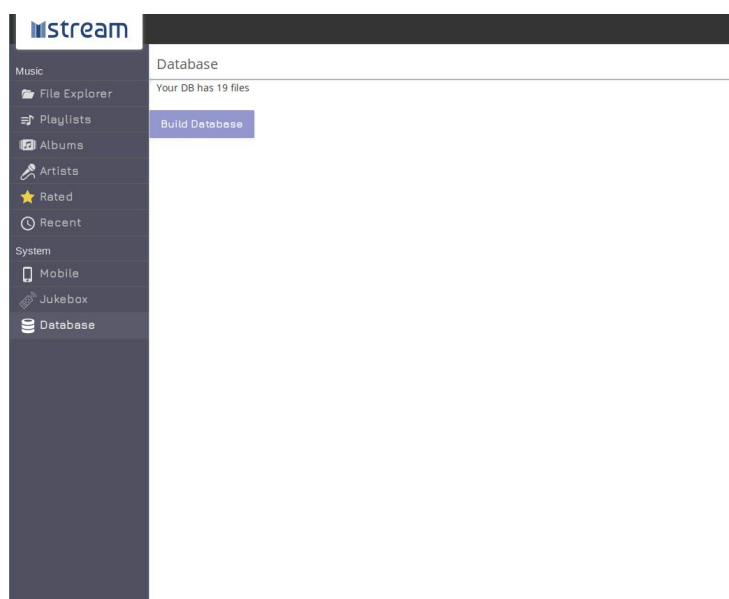 mstream
Music
File Explorer
Playlists
Albums
Artists
Rated
Recent
System
Mobile
Jukebox
Database
Database
Your DB has 19 files
Build Database